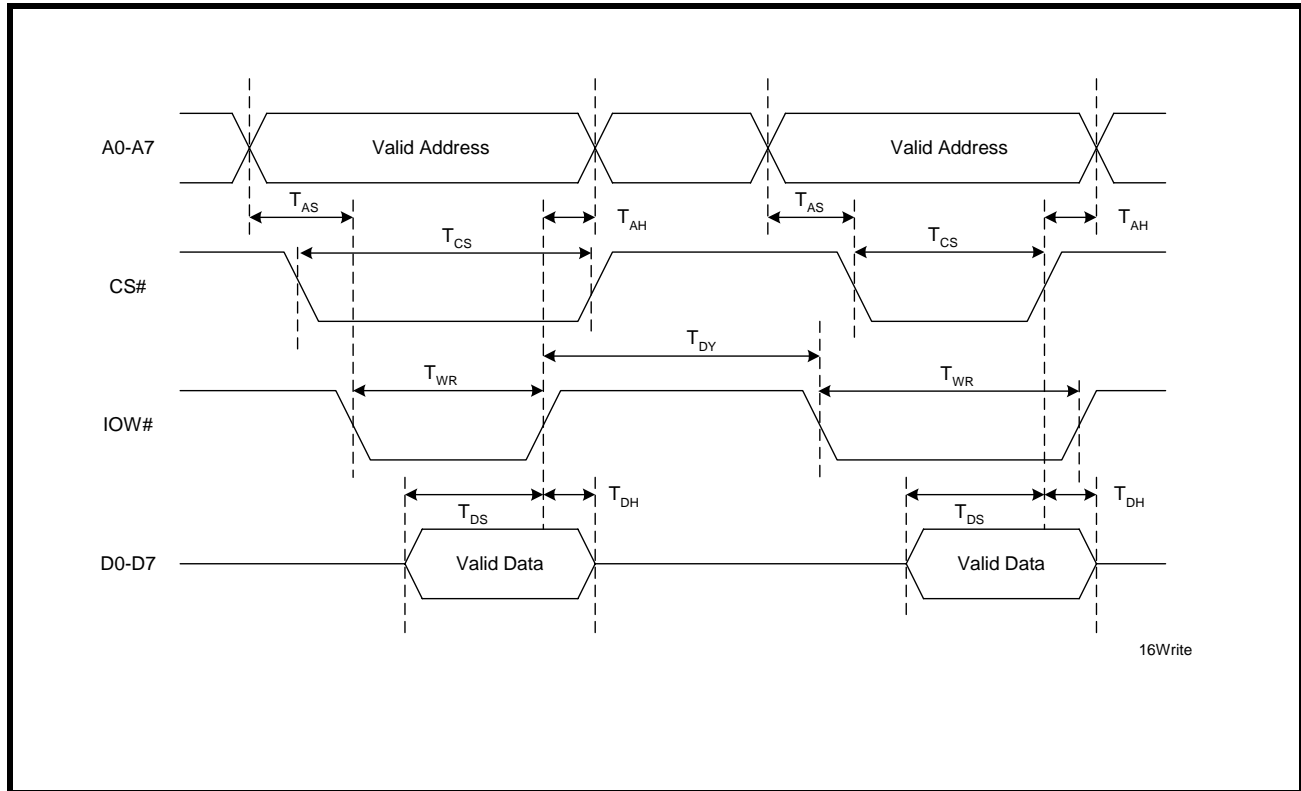 A0-A7
Valid Address
Valid Address
TAS
TAH
TAS
TAH
TCS
TCS
CS#
TDY
TWR
TWR
IOW#
TDS
TDH
TDS
TDH
D0-D7
Valid Data
Valid Data
16Write